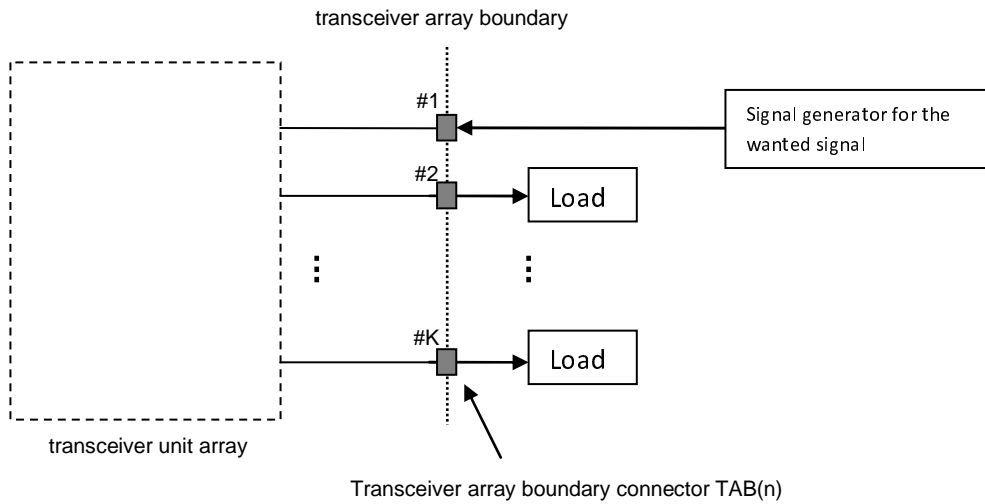 transceiver array boundary
#1
Signal generator for the
wanted signal
#2
Load
#K
Load
transceiver unit array
Transceiver array boundary connector TAB(n)